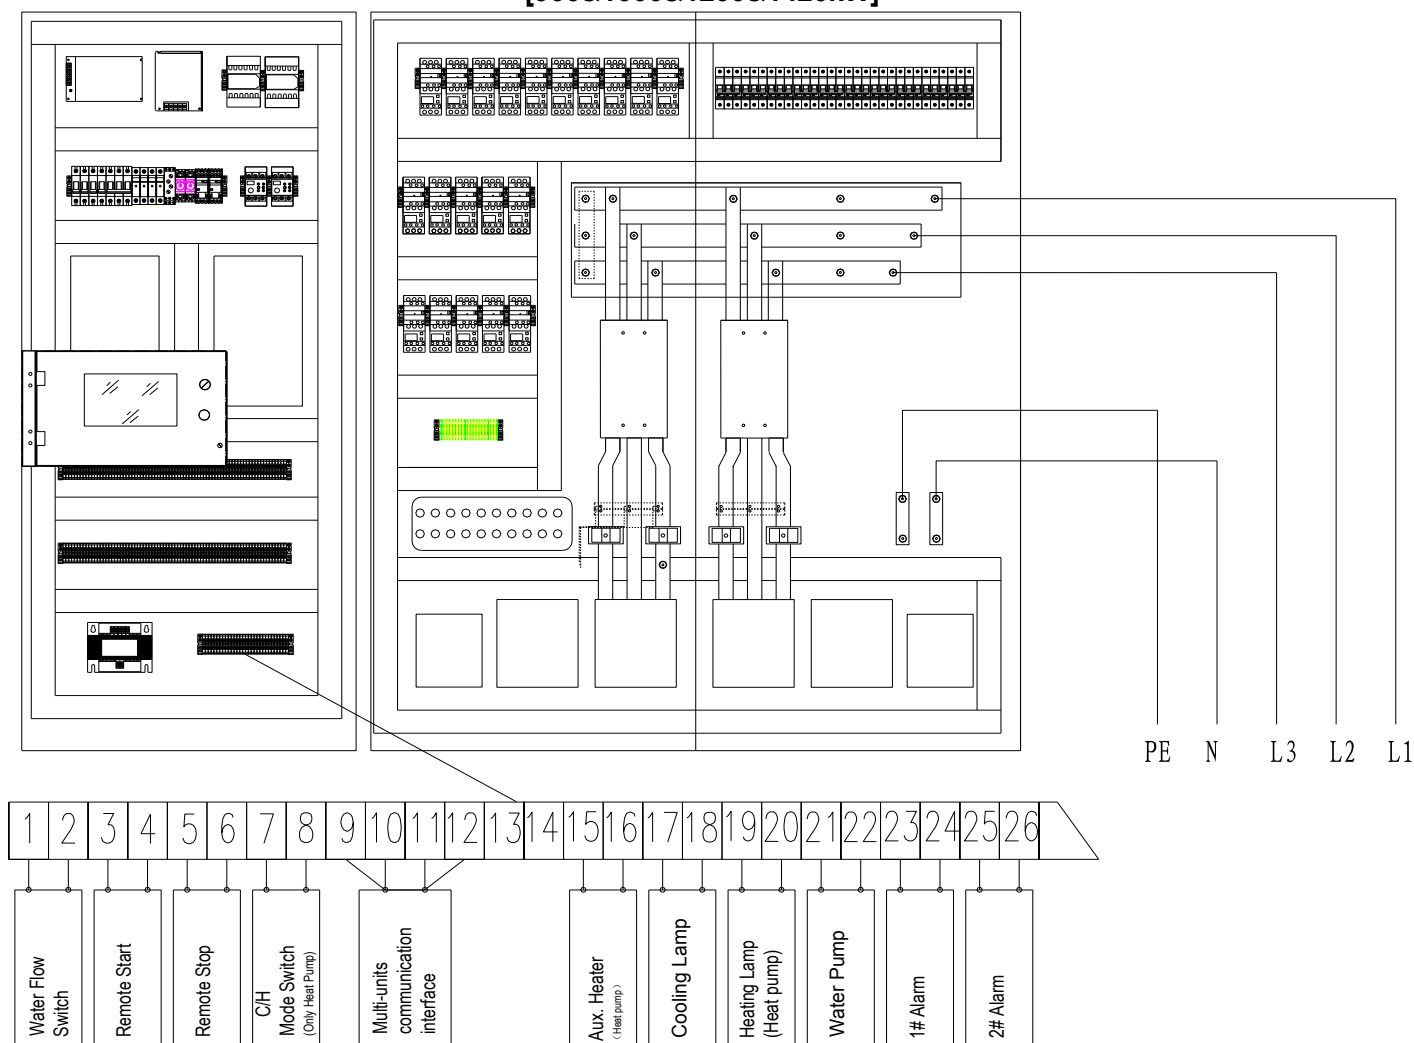 PE N L3 L2 L1
1 2 3 4 5 6 7 8 9 10 11 12 13 14 15 16 17 18 19 20 21 22 23 24 25 26
Water Flow
Switch
Remote Start
Remote Stop
C/H
Mode Switch
(Only Heat Pump)
Multi-units
communication
interface
Aux. Heater
(Heat pump)
Cooling Lamp
Heating Lamp
(Heat pump)
Water Pump
1# Alarm
2# Alarm